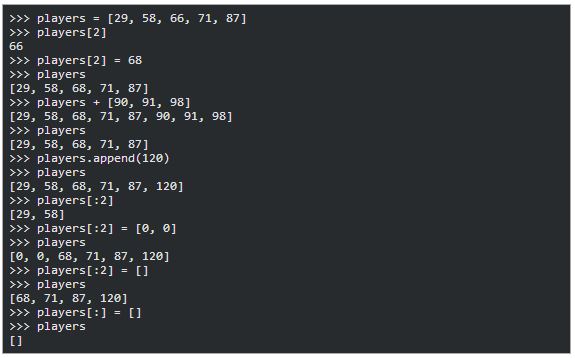 >>> players = [29, 58, 66, 71, 87]
>>> players[2]
66
>>> players[2] = 68
>>> players
[29, 58, 68, 71, 87]
>>> players + [90, 91, 98]
[29, 58, 68, 71, 87, 90, 91, 98]
>>> players
[29, 58, 68, 71, 87]
>>> players.append(120)
>>> players
[29, 58, 68, 71, 87, 120]
>>> players[:2]
[29, 58]
>>> players[:2] = [0, 0]
>>> players
[0, 0, 68, 71, 87, 120]
>>> players[:2] = []
>>> players
[68, 71, 87, 120]
>>> players[:] = []
>>> players
[]